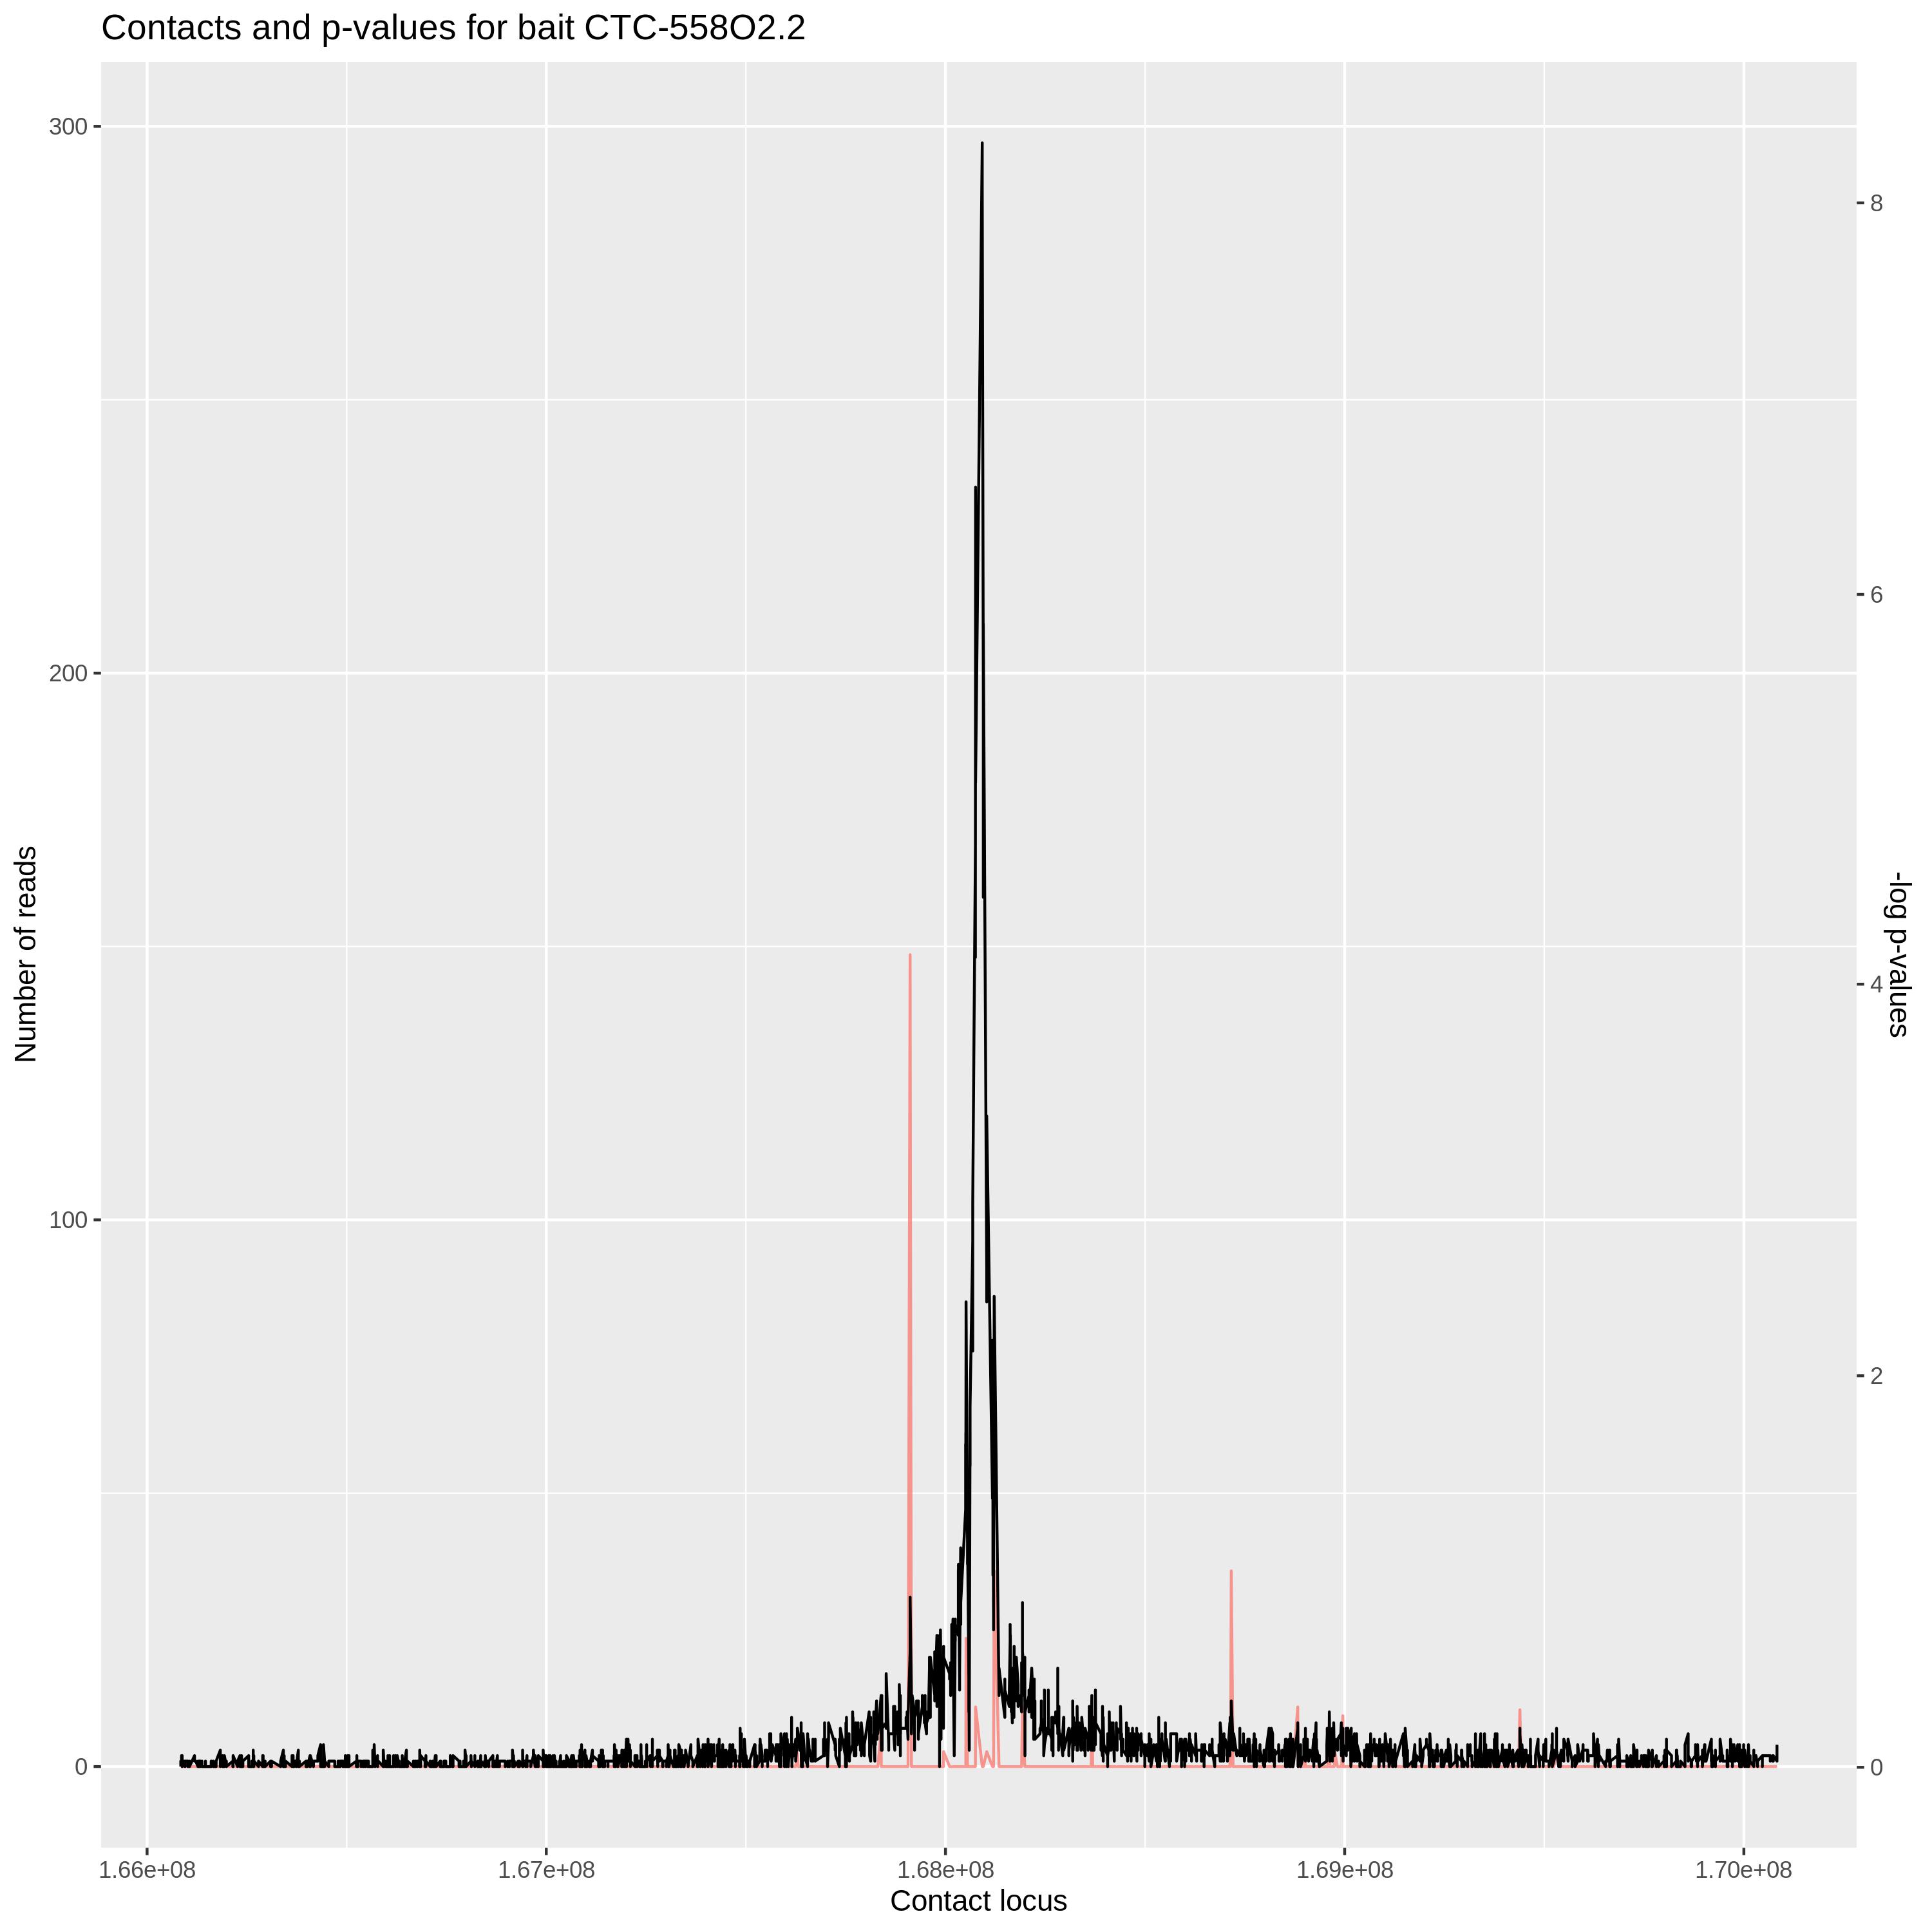 Contacts and p-values for bait CTC-558O2.2
300
200
100
0
Number of reads
8
6
4
2
0
-log p-values
1.66e+08
1.67e+08
1.68e+08
1.69e+08
1.70e+08
Contact locus